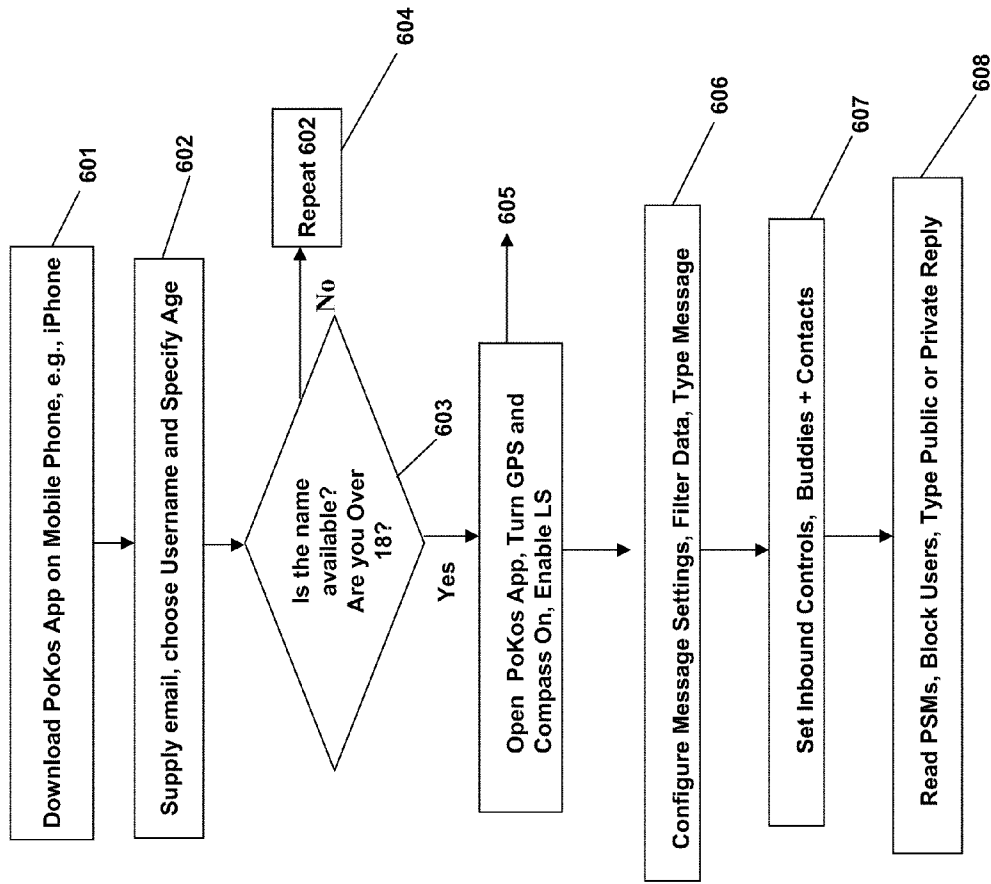 Download PoKos App on Mobile Phone, e.g., iPhone
601
Supply email, choose Username and Specify Age
602
Is the name
available?
Are you Over
18?
603
No
Repeat 602
604
Yes
Open PoKos App, Turn GPS and
Compass On, Enable LS
605
Configure Message Settings, Filter Data, Type Message
606
Set Inbound Controls, Buddies + Contacts
607
Read PSMs, Block Users, Type Public or Private Reply
608